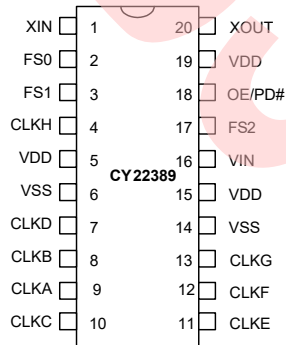 XIN 1 20 XOUT
FS0 2 19 VDD
FS1 3 18 OE/PD#
CLKH 4 17 FS2
VDD 5 16 VIN
CY22389
VSS 6 15 VDD
CLKD 7 14 VSS
CLKB 8 13 CLKG
CLKA 9 12 CLKF
CLKC 10 11 CLKE